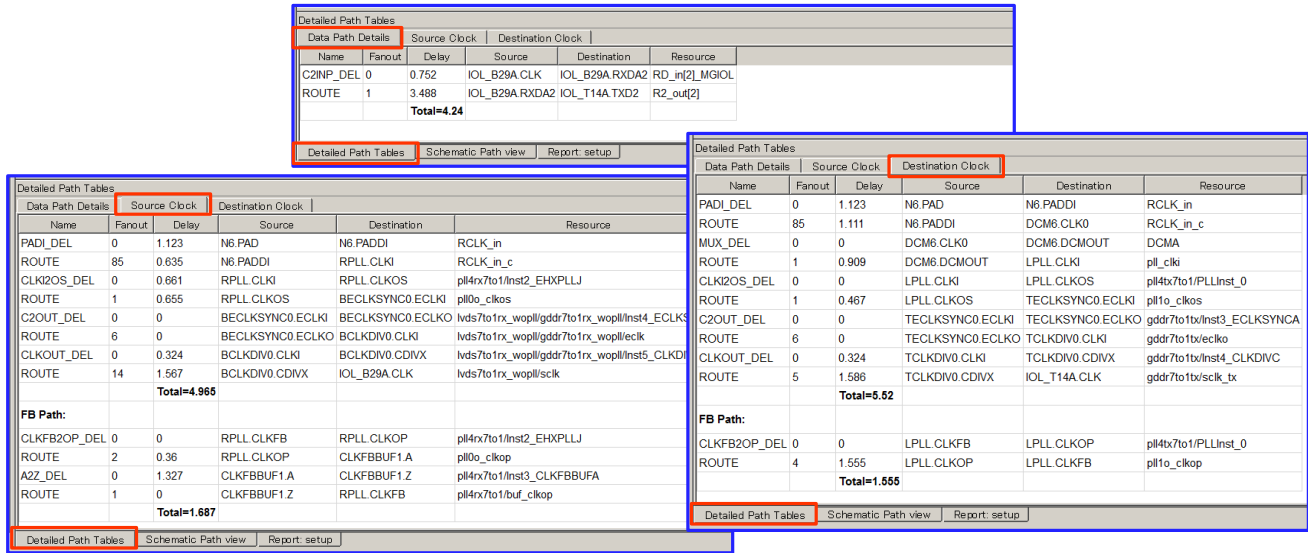 Detailed Path Tables
Data Path Details Source Clock Destination Clock
Name Fanout Delay Source Destination Resource
C2INP_DEL 0 0.752 IOL_B29A.CLK IOL_B29A.RXDA2 RD_in[2]_MGIOL
ROUTE 1 3.488 IOL_B29A.RXDA2 IOL_T14A.TXD2 R2_out[2]
Total=4.24
Detailed Path Tables Schematic Path view Report: setup
Detailed Path Tables
Data Path Details Source Clock Destination Clock
Name Fanout Delay Source Destination Resource
PADI_DEL 0 1.123 N6.PAD N6.PADDI RCLK_in
ROUTE 85 0.635 N6.PADDI RPLL.CLKI RCLK_in_c
CLKI2OS_DEL 0 0.661 RPLL.CLKI RPLL.CLKOS pll4rx7to1/Inst2_EHXPLLJ
ROUTE 1 0.655 RPLL.CLKOS BECLKSYNC0.ECLKI pll0o_clkos
C2OUT_DEL 0 0 BECLKSYNC0.ECLKI BECLKSYNC0.ECLKO lvds7to1rx_wopll/gddr7to1rx_wopll/Inst4_ECLKS
ROUTE 6 0 BECLKSYNC0.ECLKO BCLKDIV0.CLKI lvds7to1rx_wopll/gddr7to1rx_wopll/eclk
CLKOUT_DEL 0 0.324 BCLKDIV0.CLKI BCLKDIV0.CDIVX lvds7to1rx_wopll/gddr7to1rx_wopll/Inst5_CLKDI
ROUTE 14 1.567 BCLKDIV0.CDIVX IOL_B29A.CLK lvds7to1rx_wopll/sclk
Total=4.965
FB Path:
CLKFB2OP_DEL 0 0 RPLL.CLKFB RPLL.CLKOP pll4rx7to1/Inst2_EHXPLLJ
ROUTE 2 0.36 RPLL.CLKOP CLKFBBUF1.A pll0o_clkop
A2Z_DEL 0 1.327 CLKFBBUF1.A CLKFBBUF1.Z pll4rx7to1/Inst3_CLKFBBUFA
ROUTE 1 0 CLKFBBUF1.Z RPLL.CLKFB pll4rx7to1/buf_clkop
Total=1.687
Detailed Path Tables Schematic Path view Report: setup
Detailed Path Tables
Data Path Details Source Clock Destination Clock
Name Fanout Delay Source Destination Resource
PADI_DEL 0 1.123 N6.PAD N6.PADDI RCLK_in
ROUTE 85 1.111 N6.PADDI DCM6.CLK0 RCLK_in_c
MUX_DEL 0 0 DCM6.CLK0 DCM6.DCMOUT DCMA
ROUTE 1 0.909 DCM6.DCMOUT LPLL.CLKI pll_clki
CLKI2OS_DEL 0 0 LPLL.CLKI LPLL.CLKOS pll4tx7to1/PLLInst_0
ROUTE 1 0.467 LPLL.CLKOS TECLKSYNC0.ECLKI pll1o_clkos
C2OUT_DEL 0 0 TECLKSYNC0.ECLKI TECLKSYNC0.ECLKO gddr7to1tx/Inst3_ECLKSYNCA
ROUTE 6 0 TECLKSYNC0.ECLKO TCLKDIV0.CLKI gddr7to1tx/eclko
CLKOUT_DEL 0 0.324 TCLKDIV0.CLKI TCLKDIV0.CDIVX gddr7to1tx/Inst4_CLKDIVC
ROUTE 5 1.586 TCLKDIV0.CDIVX IOL_T14A.CLK gddr7to1tx/sclk_tx
Total=5.52
FB Path:
CLKFB2OP_DEL 0 0 LPLL.CLKFB LPLL.CLKOP pll4tx7to1/PLLInst_0
ROUTE 4 1.555 LPLL.CLKOP LPLL.CLKFB pll1o_clkop
Total=1.555
Detailed Path Tables Schematic Path view Report: setup